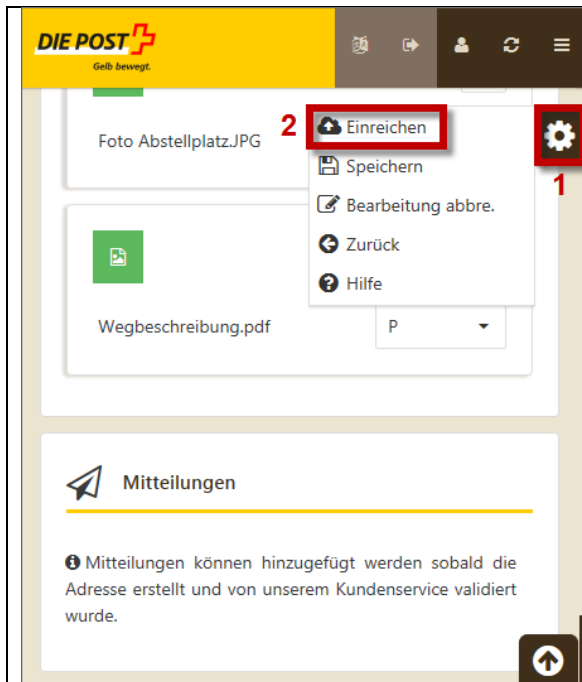 DIE POST
Gelb bewegt.
Foto Abstellplatz.JPG
2
Einreichen
1
Speichern
Bearbeitung abbre.
Zurück
Hilfe
Wegbeschreibung.pdf
P
Mitteilungen
Mitteilungen können hinzugefügt werden sobald die
Adresse erstellt und von unserem Kundenservice validiert
wurde.